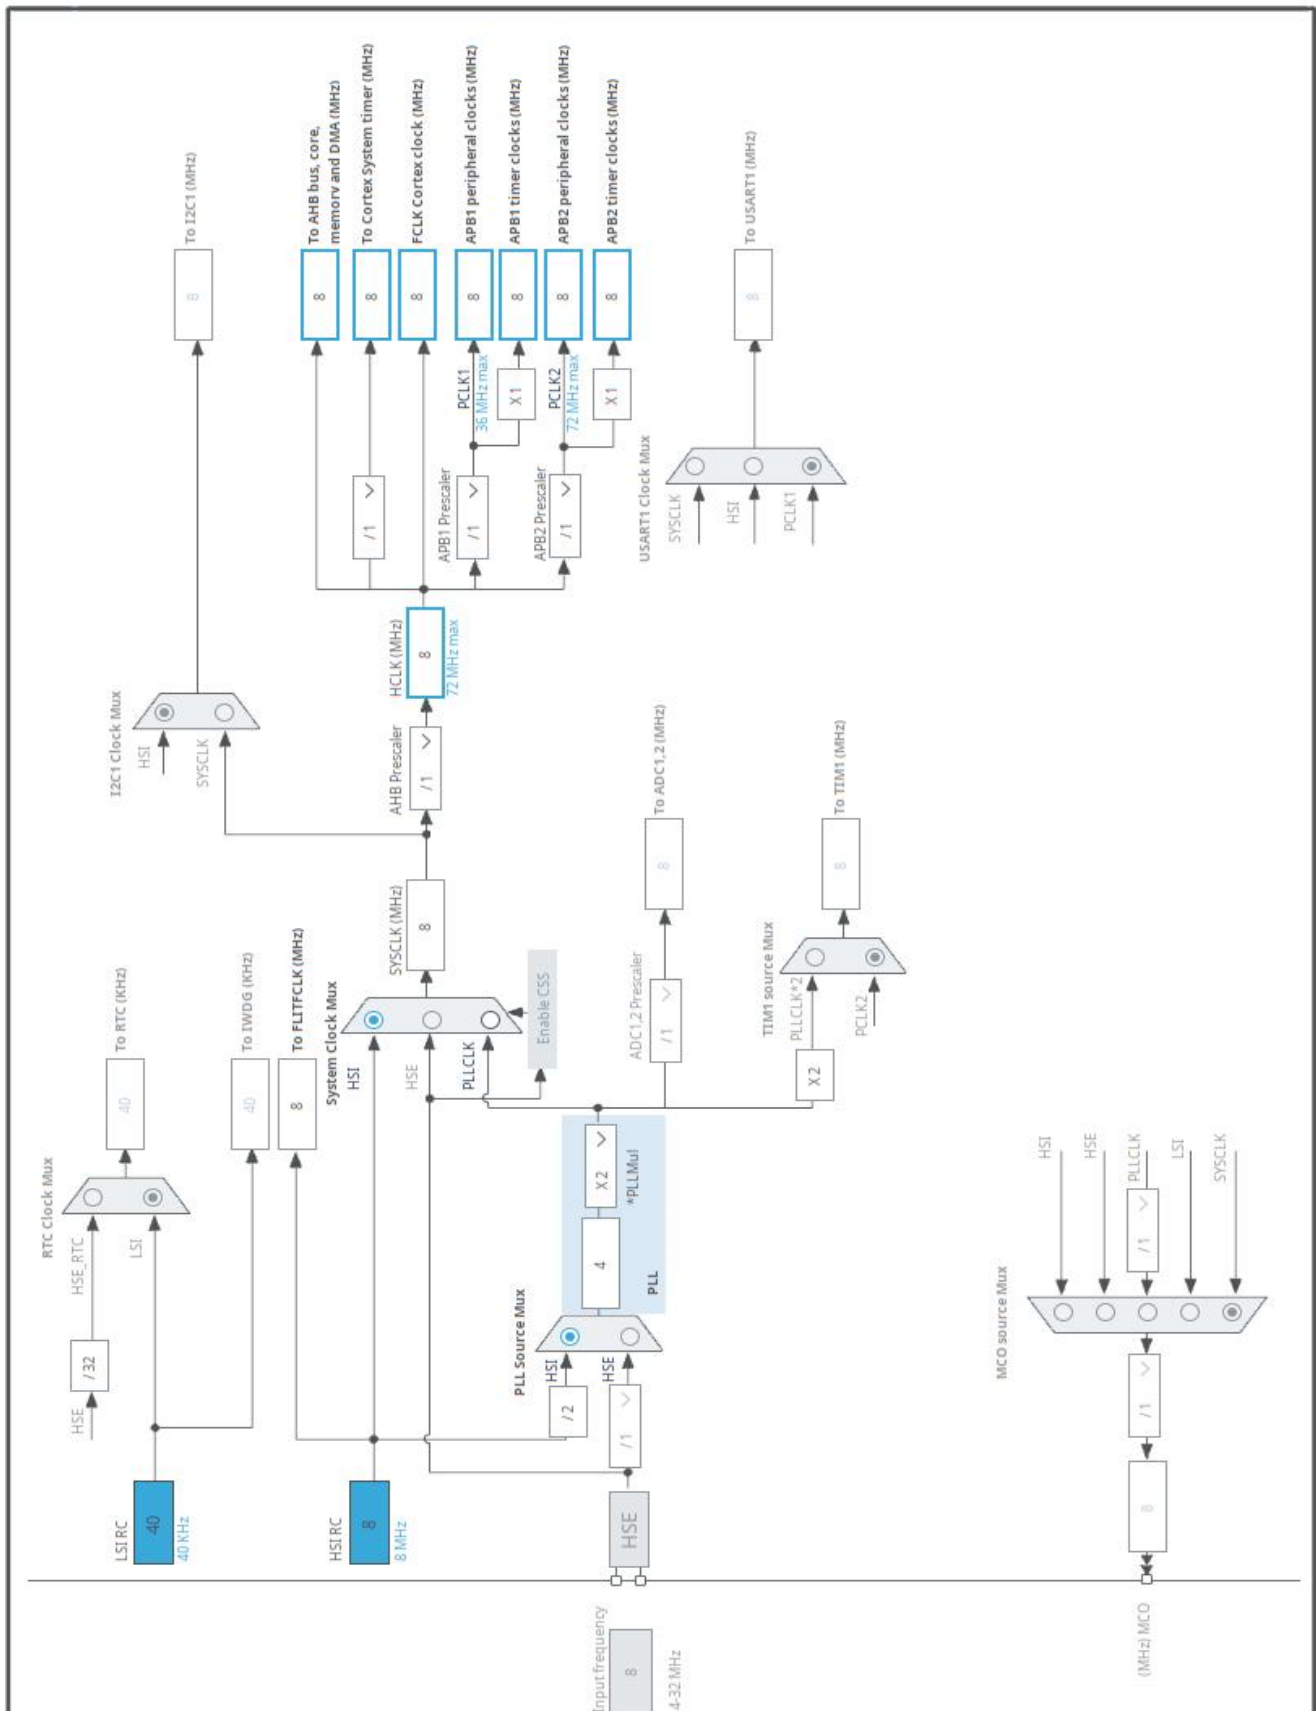 RTC Clock Mux
HSE
/ 32
HSE_RTC
To RTC (KHz)
40
LSI RC
40
40 KHz
LSI
To IWDG (KHz)
40
To FLITFCLK (MHz)
8
HSI RC
8
8 MHz
System Clock Mux
HSI
HSE
PLLCLK
Enable CSS
SYSCLK (MHz)
8
AHB Prescaler
/ 1
HCLK (MHz)
8
72 MHz max
I2C1 Clock Mux
HSI
SYSCLK
8
To I2C1 (MHz)
8
To AHB bus, core,
memory and DMA (MHz)
/ 1
8
To Cortex System timer (MHz)
8
FCLK Cortex clock (MHz)
APB1 Prescaler
/ 1
PCLK1
36 MHz max
8
APB1 peripheral clocks (MHz)
X 1
8
APB1 timer clocks (MHz)
APB2 Prescaler
/ 1
PCLK2
72 MHz max
8
APB2 peripheral clocks (MHz)
X 1
8
APB2 timer clocks (MHz)
PLL Source Mux
/ 2
HSI
/ 1
HSE
4
X 2
*PLLMul
PLL
Input frequency
8
4-32 MHz
HSE
ADC1,2 Prescaler
/ 1
8
To ADC1,2 (MHz)
TIM1 source Mux
X 2
PLLCLK*2
PCLK2
8
To TIM1 (MHz)
USART1 Clock Mux
SYSCLK
HSI
PCLK1
8
To USART1 (MHz)
MCO source Mux
HSI
HSE
PLLCLK
/ 1
LSI
SYSCLK
/ 1
8
(MHz) MCO